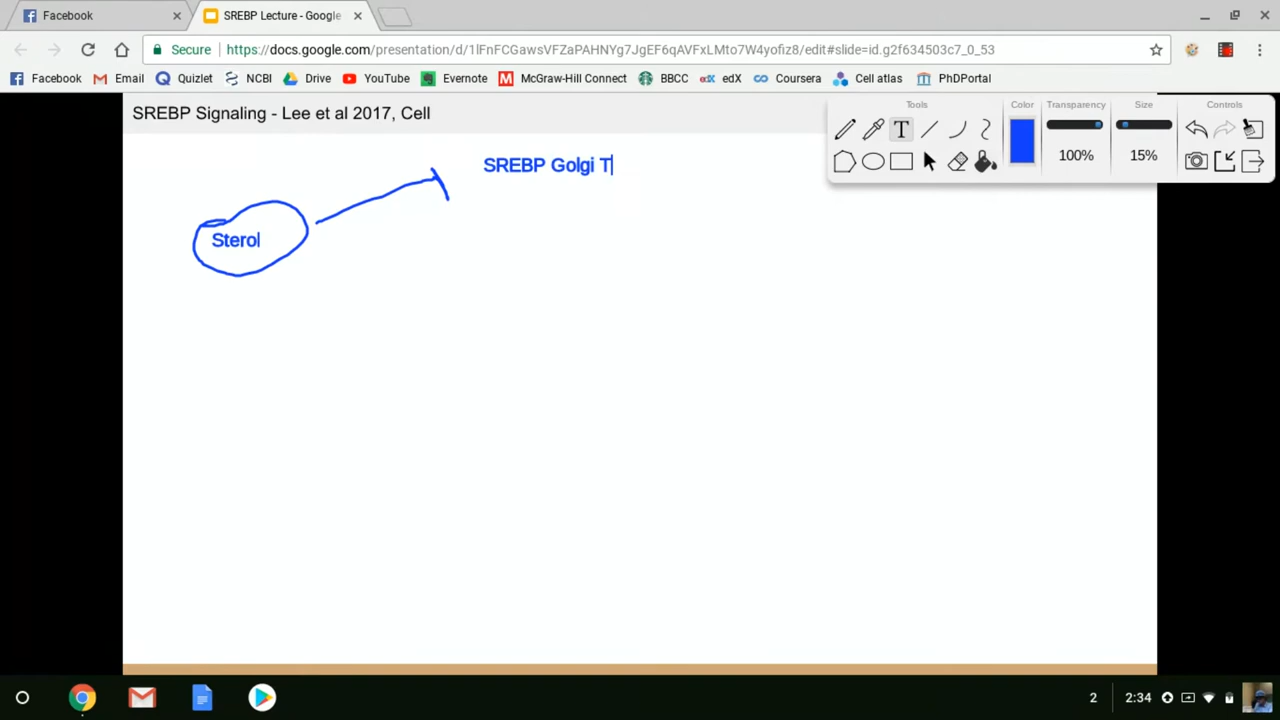 Facebook
SREBP Lecture - Google
Secure
https://docs.google.com/presentation/d/1lFnFCGawsVFZaPAHNYg7JgEF6qAVFxLMto7W4yofiz8/edit#slide=id.g2f634503c7_0_53
Facebook Email Quizlet NCBI Drive YouTube Evernote McGraw-Hill Connect BBCC edX Coursera Cell atlas PhDPortal
SREBP Signaling - Lee et al 2017, Cell
Tools Color Transparency Size Controls
100% 15%
SREBP Golgi T
Sterol
2 2:34